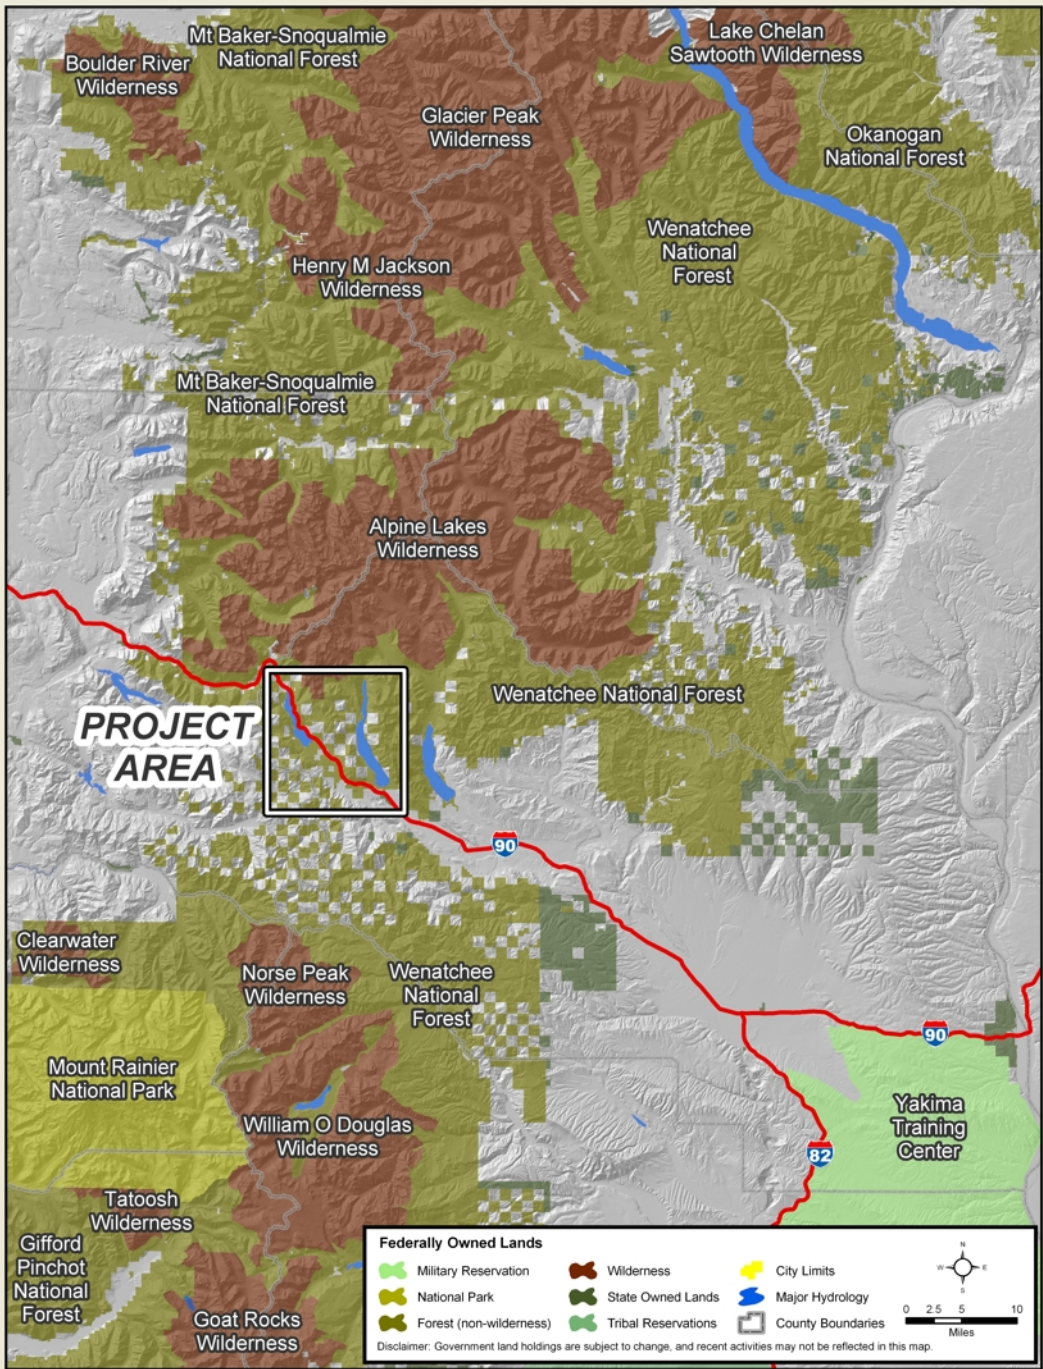 Mt Baker-Snoqualmie
National Forest
Boulder River
Wilderness
Lake Chelan
Sawtooth Wilderness
Glacier Peak
Wilderness
Okanogan
National Forest
Wenatchee
National
Forest
Henry M Jackson
Wilderness
Mt Baker-Snoqualmie
National Forest
Alpine Lakes
Wilderness
Wenatchee National Forest
PROJECT
AREA
90
Clearwater
Wilderness
Norse Peak
Wilderness
Wenatchee
National
Forest
90
Mount Rainier
National Park
William O Douglas
Wilderness
Yakima
Training
Center
82
Tatoosh
Wilderness
Gifford
Pinchot
National
Forest
Goat Rocks
Wilderness
Federally Owned Lands
Military Reservation
National Park
Forest (non-wilderness)
Wilderness
State Owned Lands
Tribal Reservations
City Limits
Major Hydrology
County Boundaries
N
W E
S
0 2.5 5 10
Miles
Disclaimer: Government land holdings are subject to change, and recent activities may not be reflected in this map.